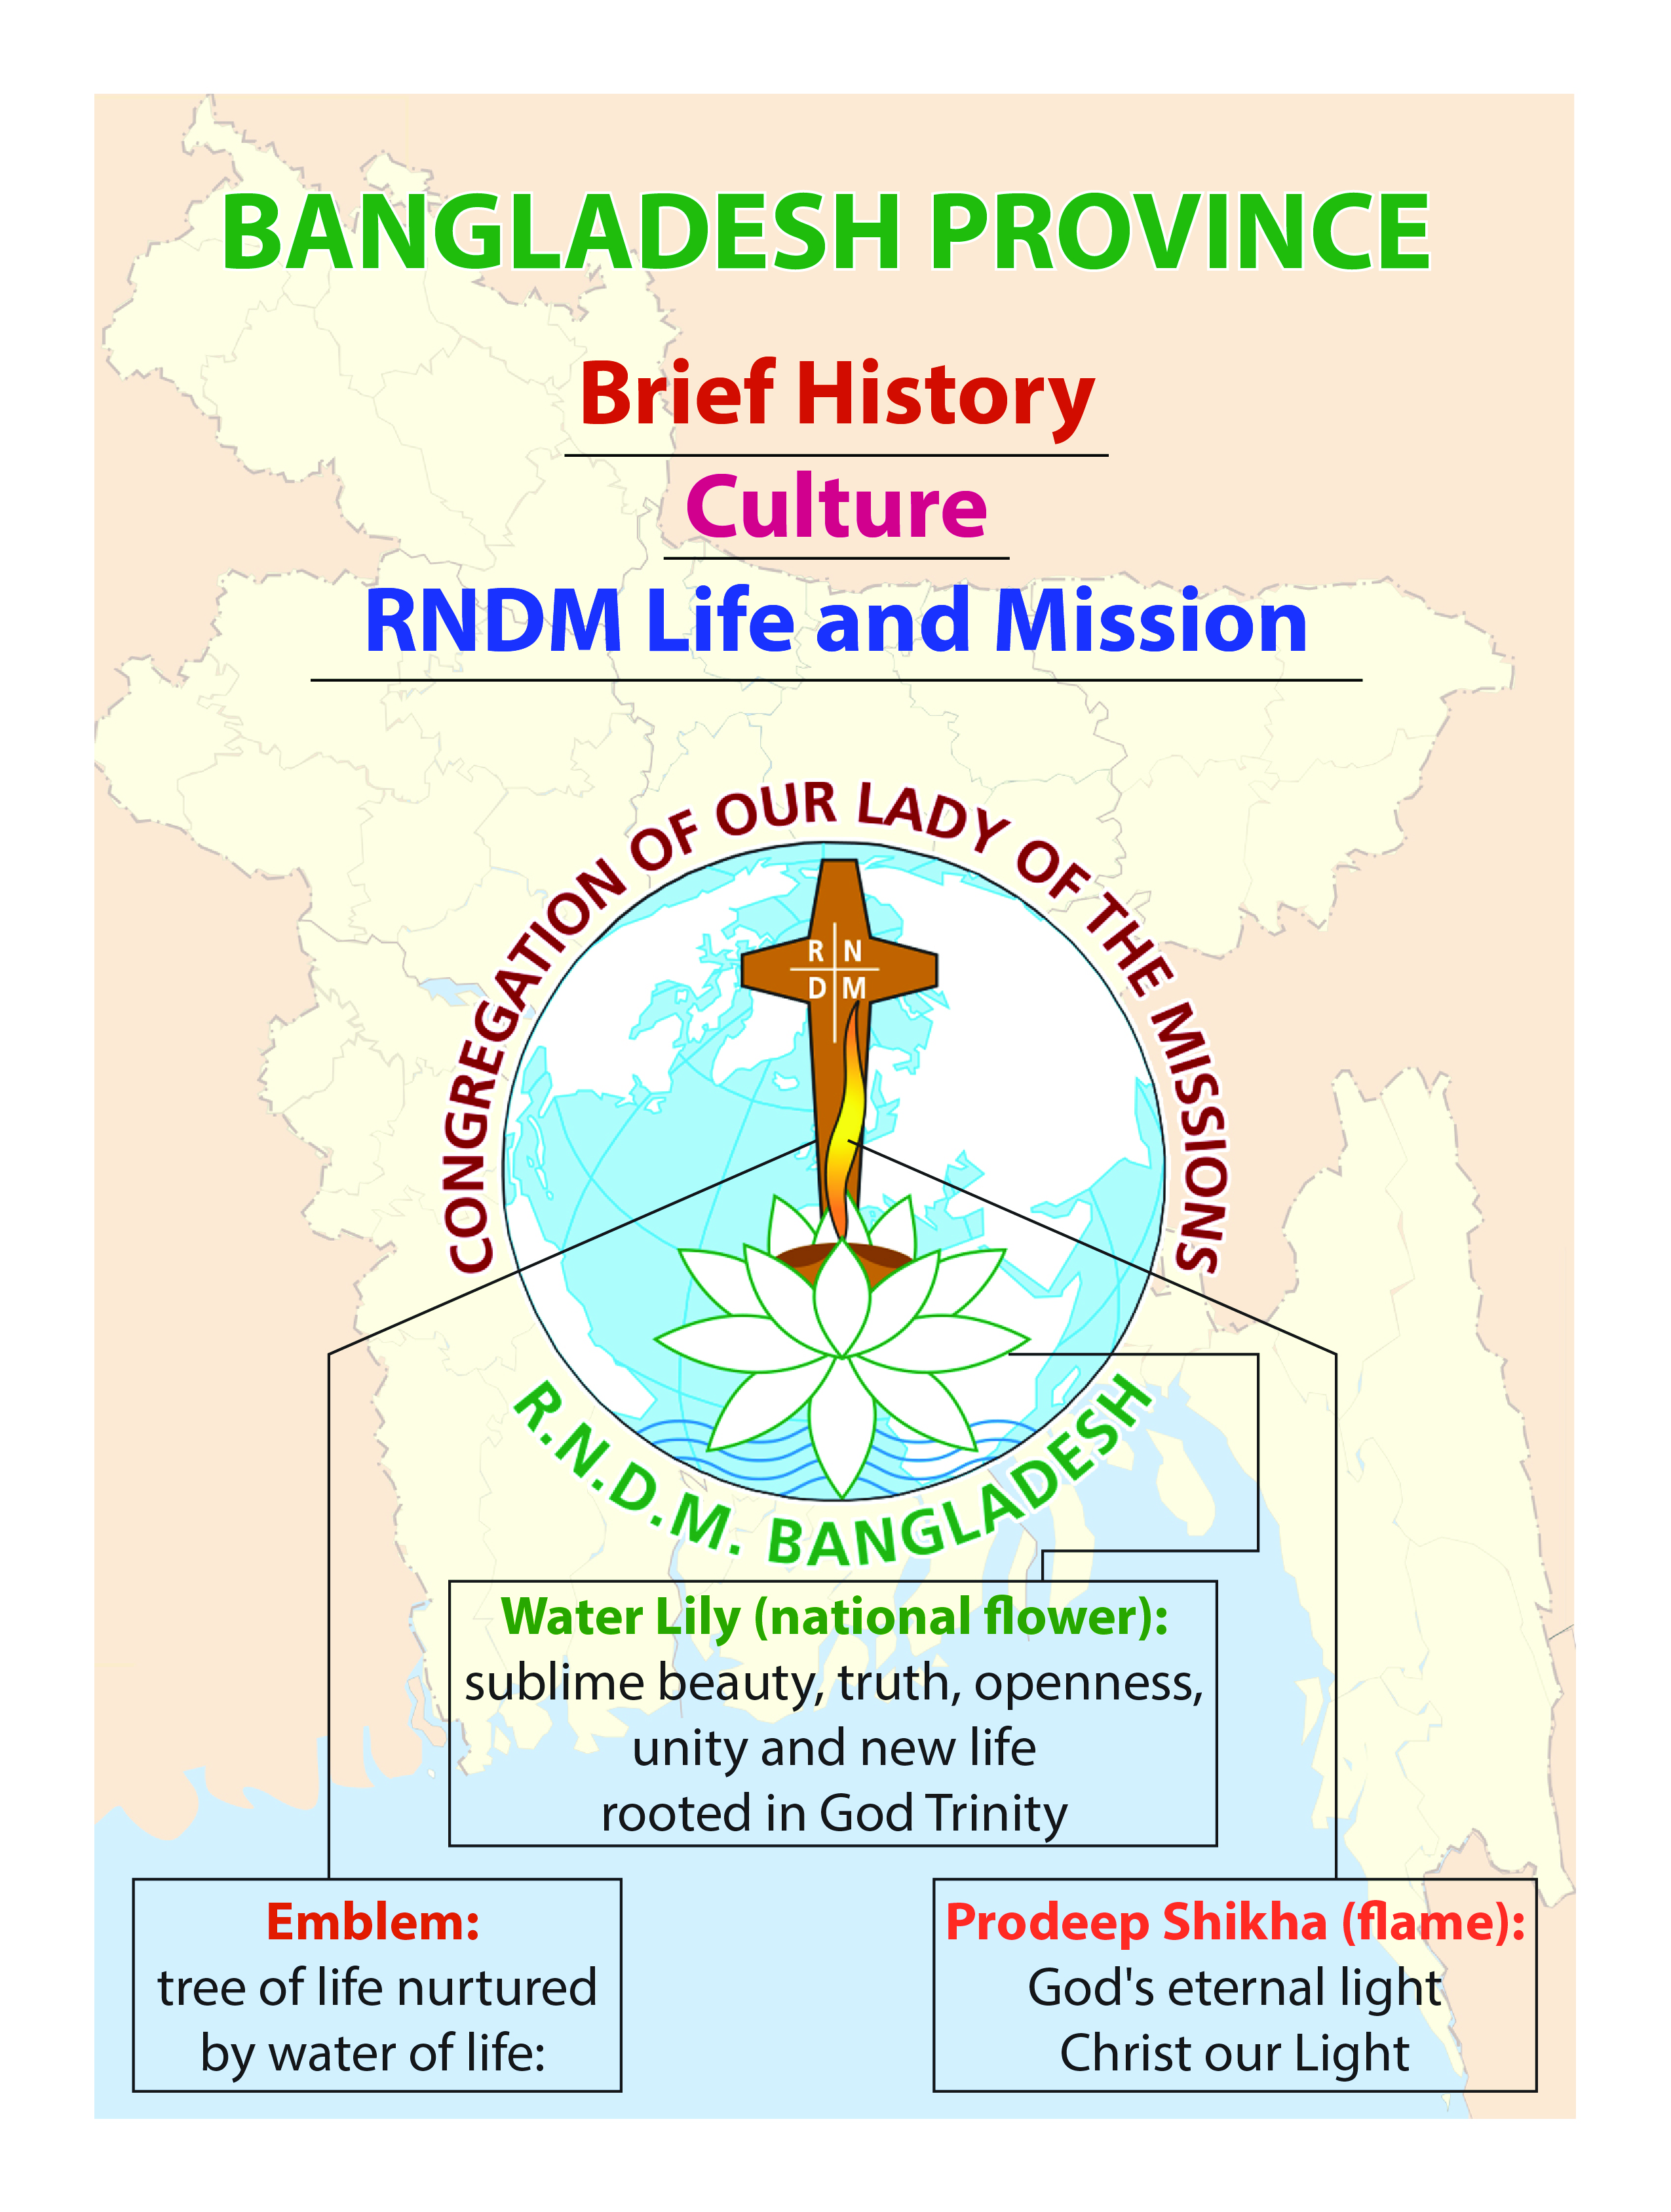 BANGLADESH PROVINCE
Brief History
Culture
RNDM Life and Mission
CONGREGATION OF OUR LADY OF THE MISSIONS
R N
D M
R.N.D.M. BANGLADESH
Water Lily (national flower):
sublime beauty, truth, openness,
unity and new life
rooted in God Trinity
Emblem:
tree of life nurtured
by water of life:
Prodeep Shikha (flame):
God's eternal light
Christ our Light